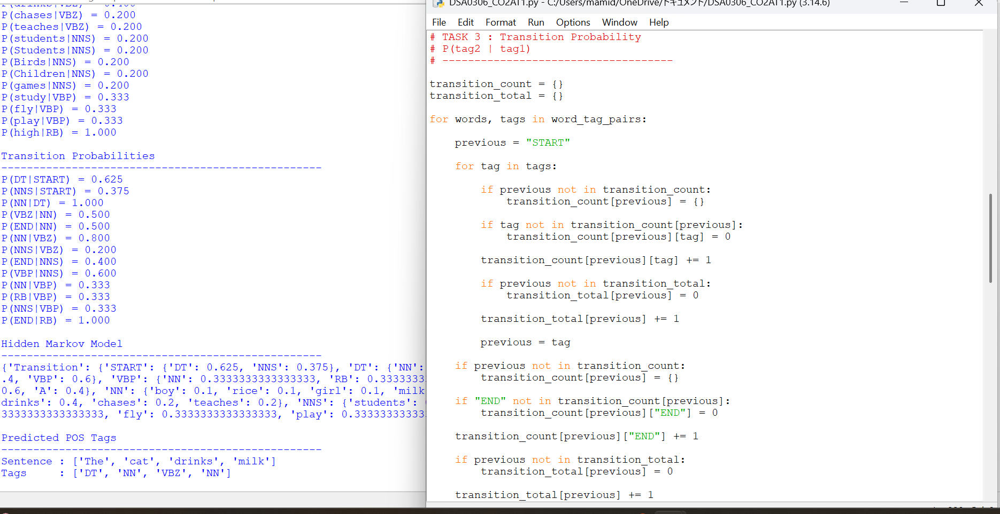 P(drinks|VBZ) = 0.400
P(chases|VBZ) = 0.200
P(teaches|VBZ) = 0.200
P(students|NNS) = 0.200
P(Students|NNS) = 0.200
P(Birds|NNS) = 0.200
P(Children|NNS) = 0.200
P(games|NNS) = 0.200
P(study|VBP) = 0.333
P(fly|VBP) = 0.333
P(play|VBP) = 0.333
P(high|RB) = 1.000
Transition Probabilities
--------------------------------------------------
P(DT|START) = 0.625
P(NNS|START) = 0.375
P(NN|DT) = 1.000
P(VBZ|NN) = 0.500
P(END|NN) = 0.500
P(NN|VBZ) = 0.800
P(NNS|VBZ) = 0.200
P(END|NNS) = 0.400
P(VBP|NNS) = 0.600
P(NN|VBP) = 0.333
P(RB|VBP) = 0.333
P(NNS|VBP) = 0.333
P(END|RB) = 1.000
Hidden Markov Model
--------------------------------------------------
{'Transition': {'START': {'DT': 0.625, 'NNS': 0.375}, 'DT': {'NN':
.4, 'VBP': 0.6}, 'VBP': {'NN': 0.3333333333333333, 'RB': 0.3333333
0.6, 'A': 0.4}, 'NN': {'boy': 0.1, 'rice': 0.1, 'girl': 0.1, 'milk
drinks': 0.4, 'chases': 0.2, 'teaches': 0.2}, 'NNS': {'students':
3333333333333333, 'fly': 0.3333333333333333, 'play': 0.33333333333
Predicted POS Tags
--------------------------------------------------
Sentence : ['The', 'cat', 'drinks', 'milk']
Tags     : ['DT', 'NN', 'VBZ', 'NN']
DSA0306_CO2AT1.py - C:/Users/mamid/OneDrive/ドキュメント/DSA0306_CO2AT1.py (3.14.6)
File Edit Format Run Options Window Help
# TASK 3 : Transition Probability
# P(tag2 | tag1)
# ------------------------------------
transition_count = {}
transition_total = {}
for words, tags in word_tag_pairs:
    previous = "START"
    for tag in tags:
        if previous not in transition_count:
            transition_count[previous] = {}
        if tag not in transition_count[previous]:
            transition_count[previous][tag] = 0
        transition_count[previous][tag] += 1
        if previous not in transition_total:
            transition_total[previous] = 0
        transition_total[previous] += 1
        previous = tag
    if previous not in transition_count:
        transition_count[previous] = {}
    if "END" not in transition_count[previous]:
        transition_count[previous]["END"] = 0
    transition_count[previous]["END"] += 1
    if previous not in transition_total:
        transition_total[previous] = 0
    transition_total[previous] += 1